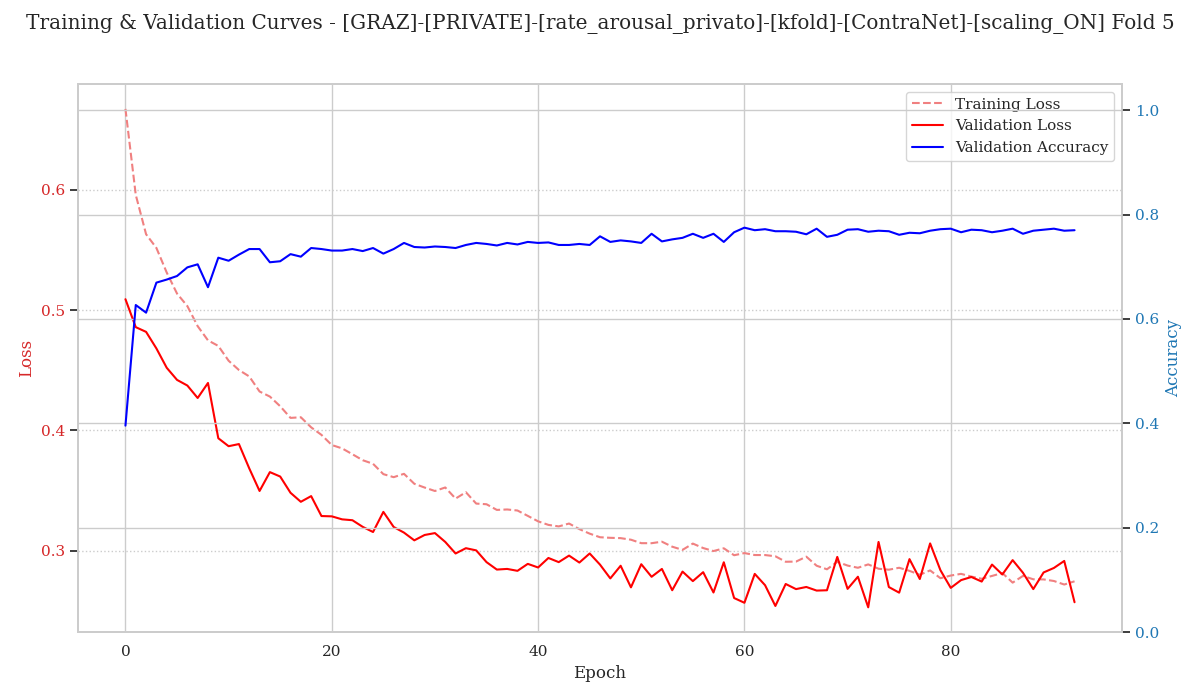 Training & Validation Curves - [GRAZ]-[PRIVATE]-[rate_arousal_privato]-[kfold]-[ContraNet]-[scaling_ON] Fold 5
Training Loss
Validation Loss
Validation Accuracy
Loss
0.6
0.5
0.4
0.3
1.0
0.8
0.6
0.4
0.2
0.0
Accuracy
0
20
40
60
80
Epoch